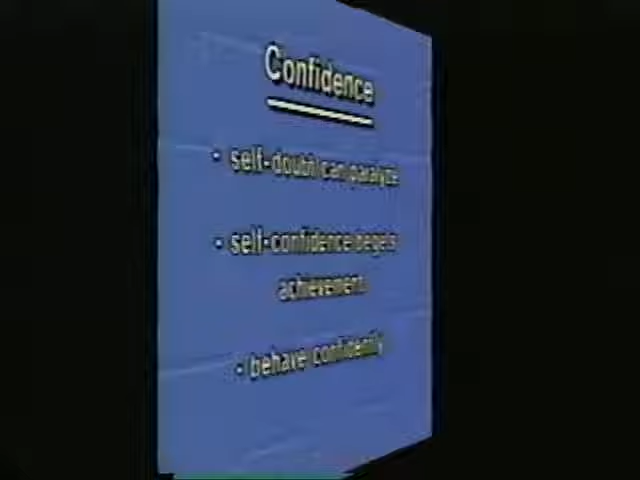 Confidence
· self-doubt can paralyze
· self-confidence begets
achievement
· behave confidently